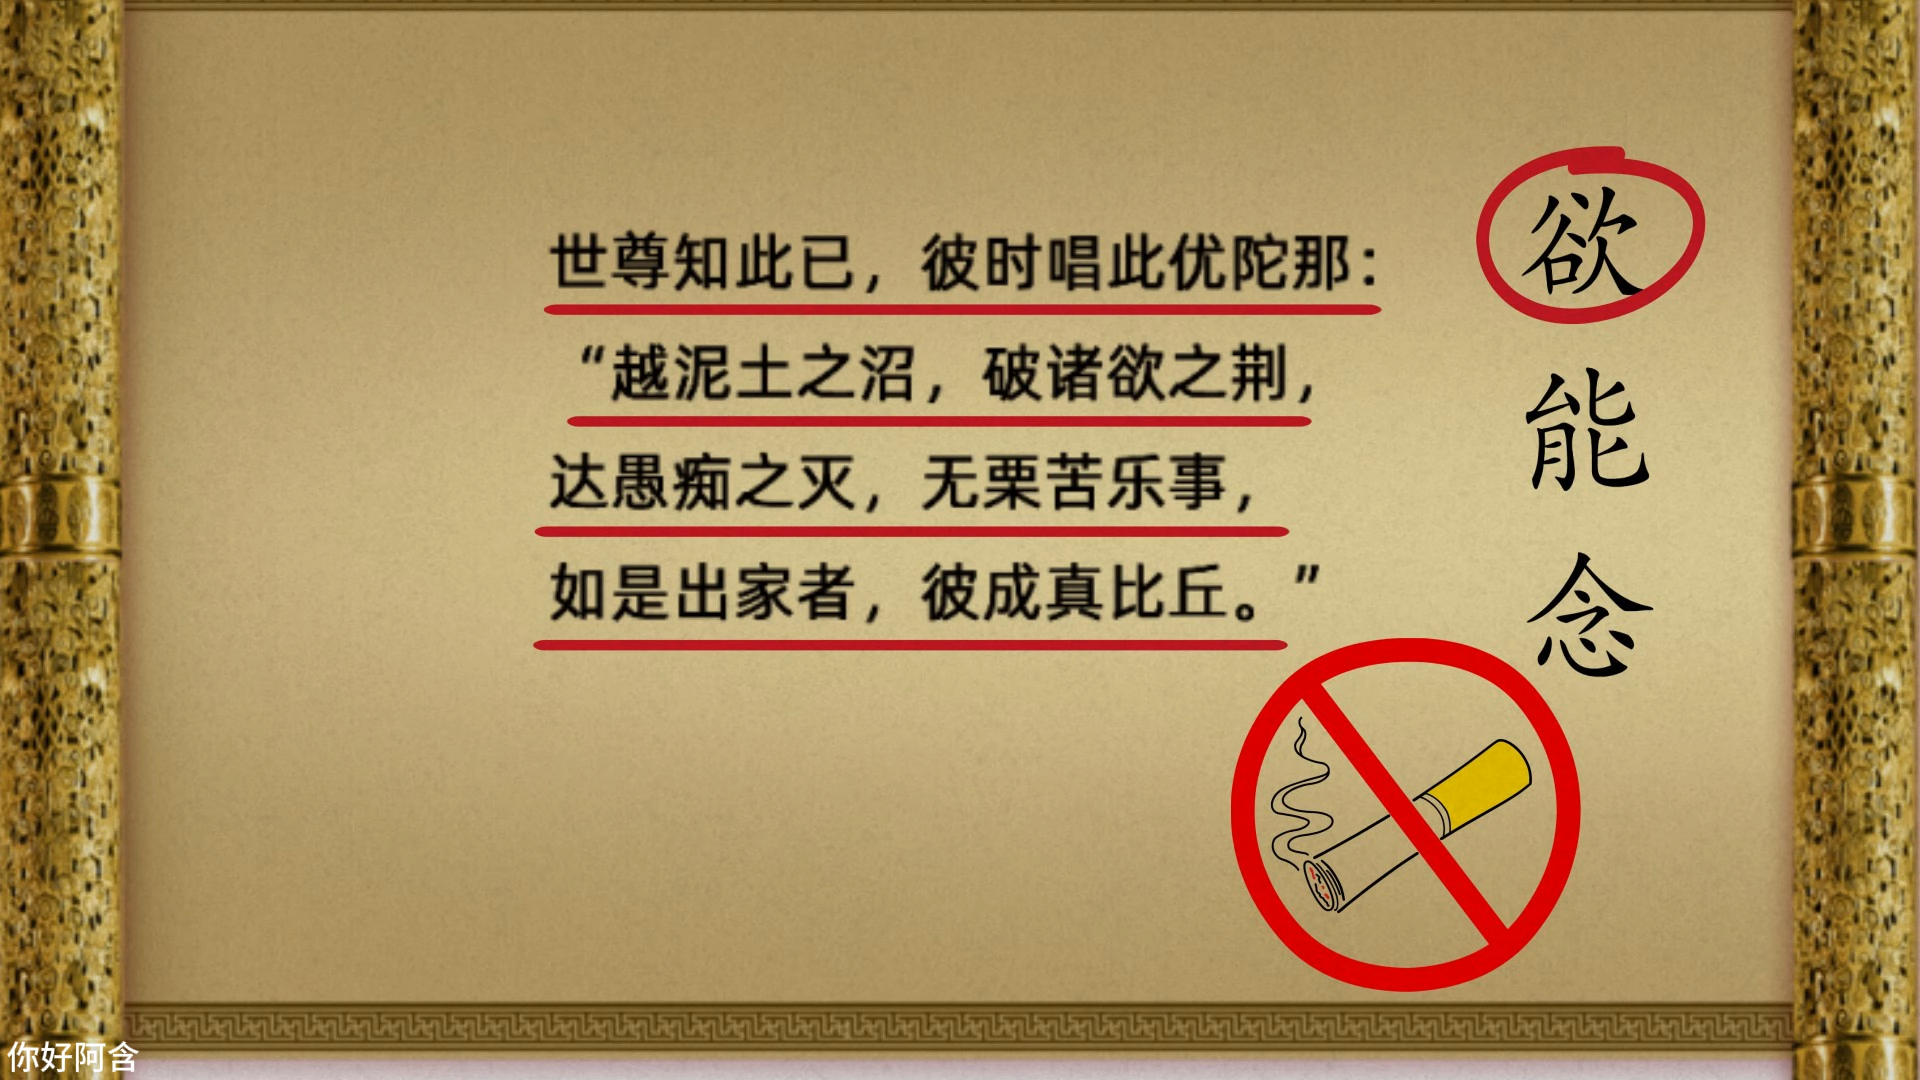 世尊知此已，彼时唱此优陀那：
“越泥土之沼，破诸欲之荆，
达愚痴之灭，无栗苦乐事，
如是出家者，彼成真比丘。”
欲能念
你好阿含